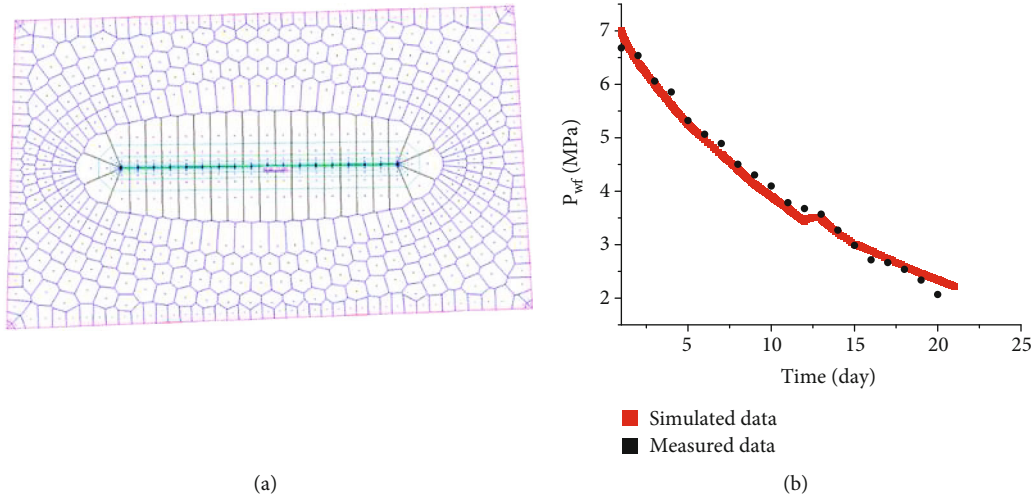 7
6
5
4
3
2
P_wf (MPa)
5 10 15 20 25
Time (day)
Simulated data
Measured data
(a) (b)